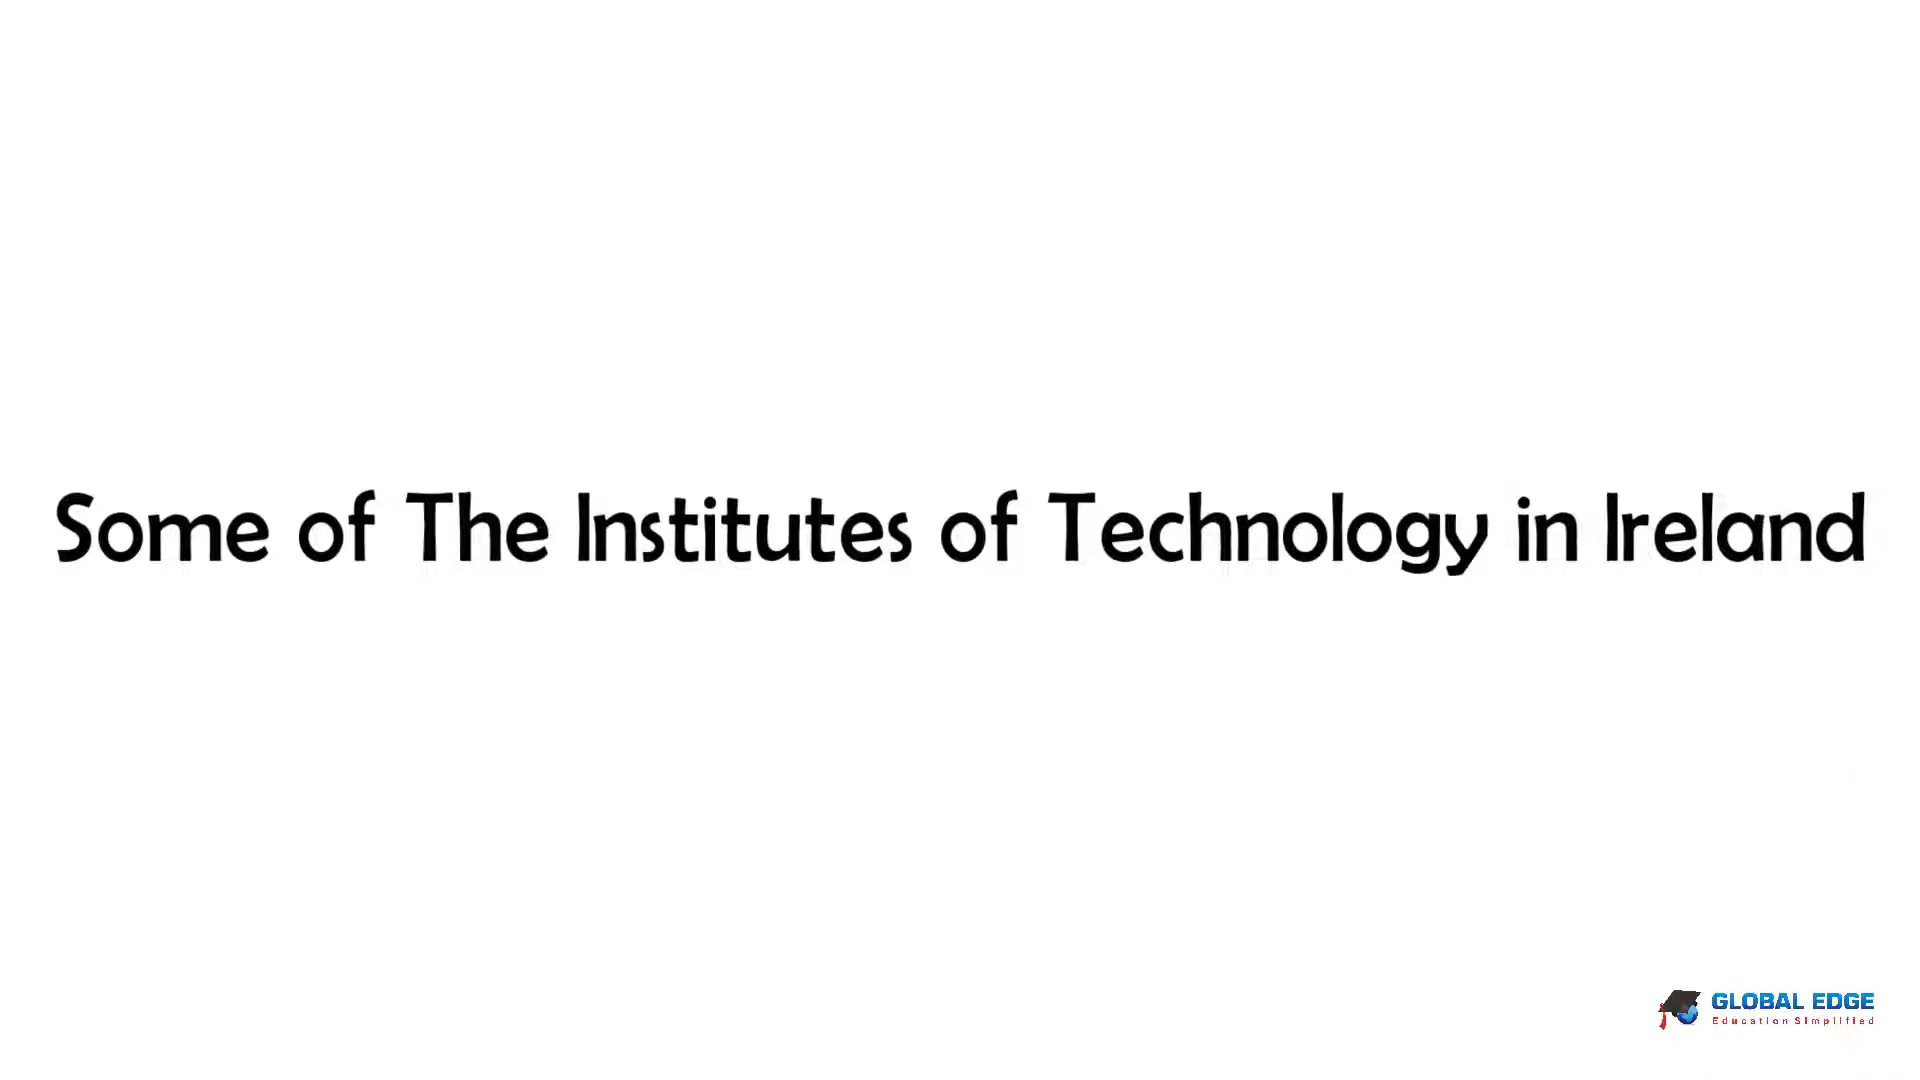 Some of The Institutes of Technology in Ireland
GLOBAL EDGE
Education Simplified